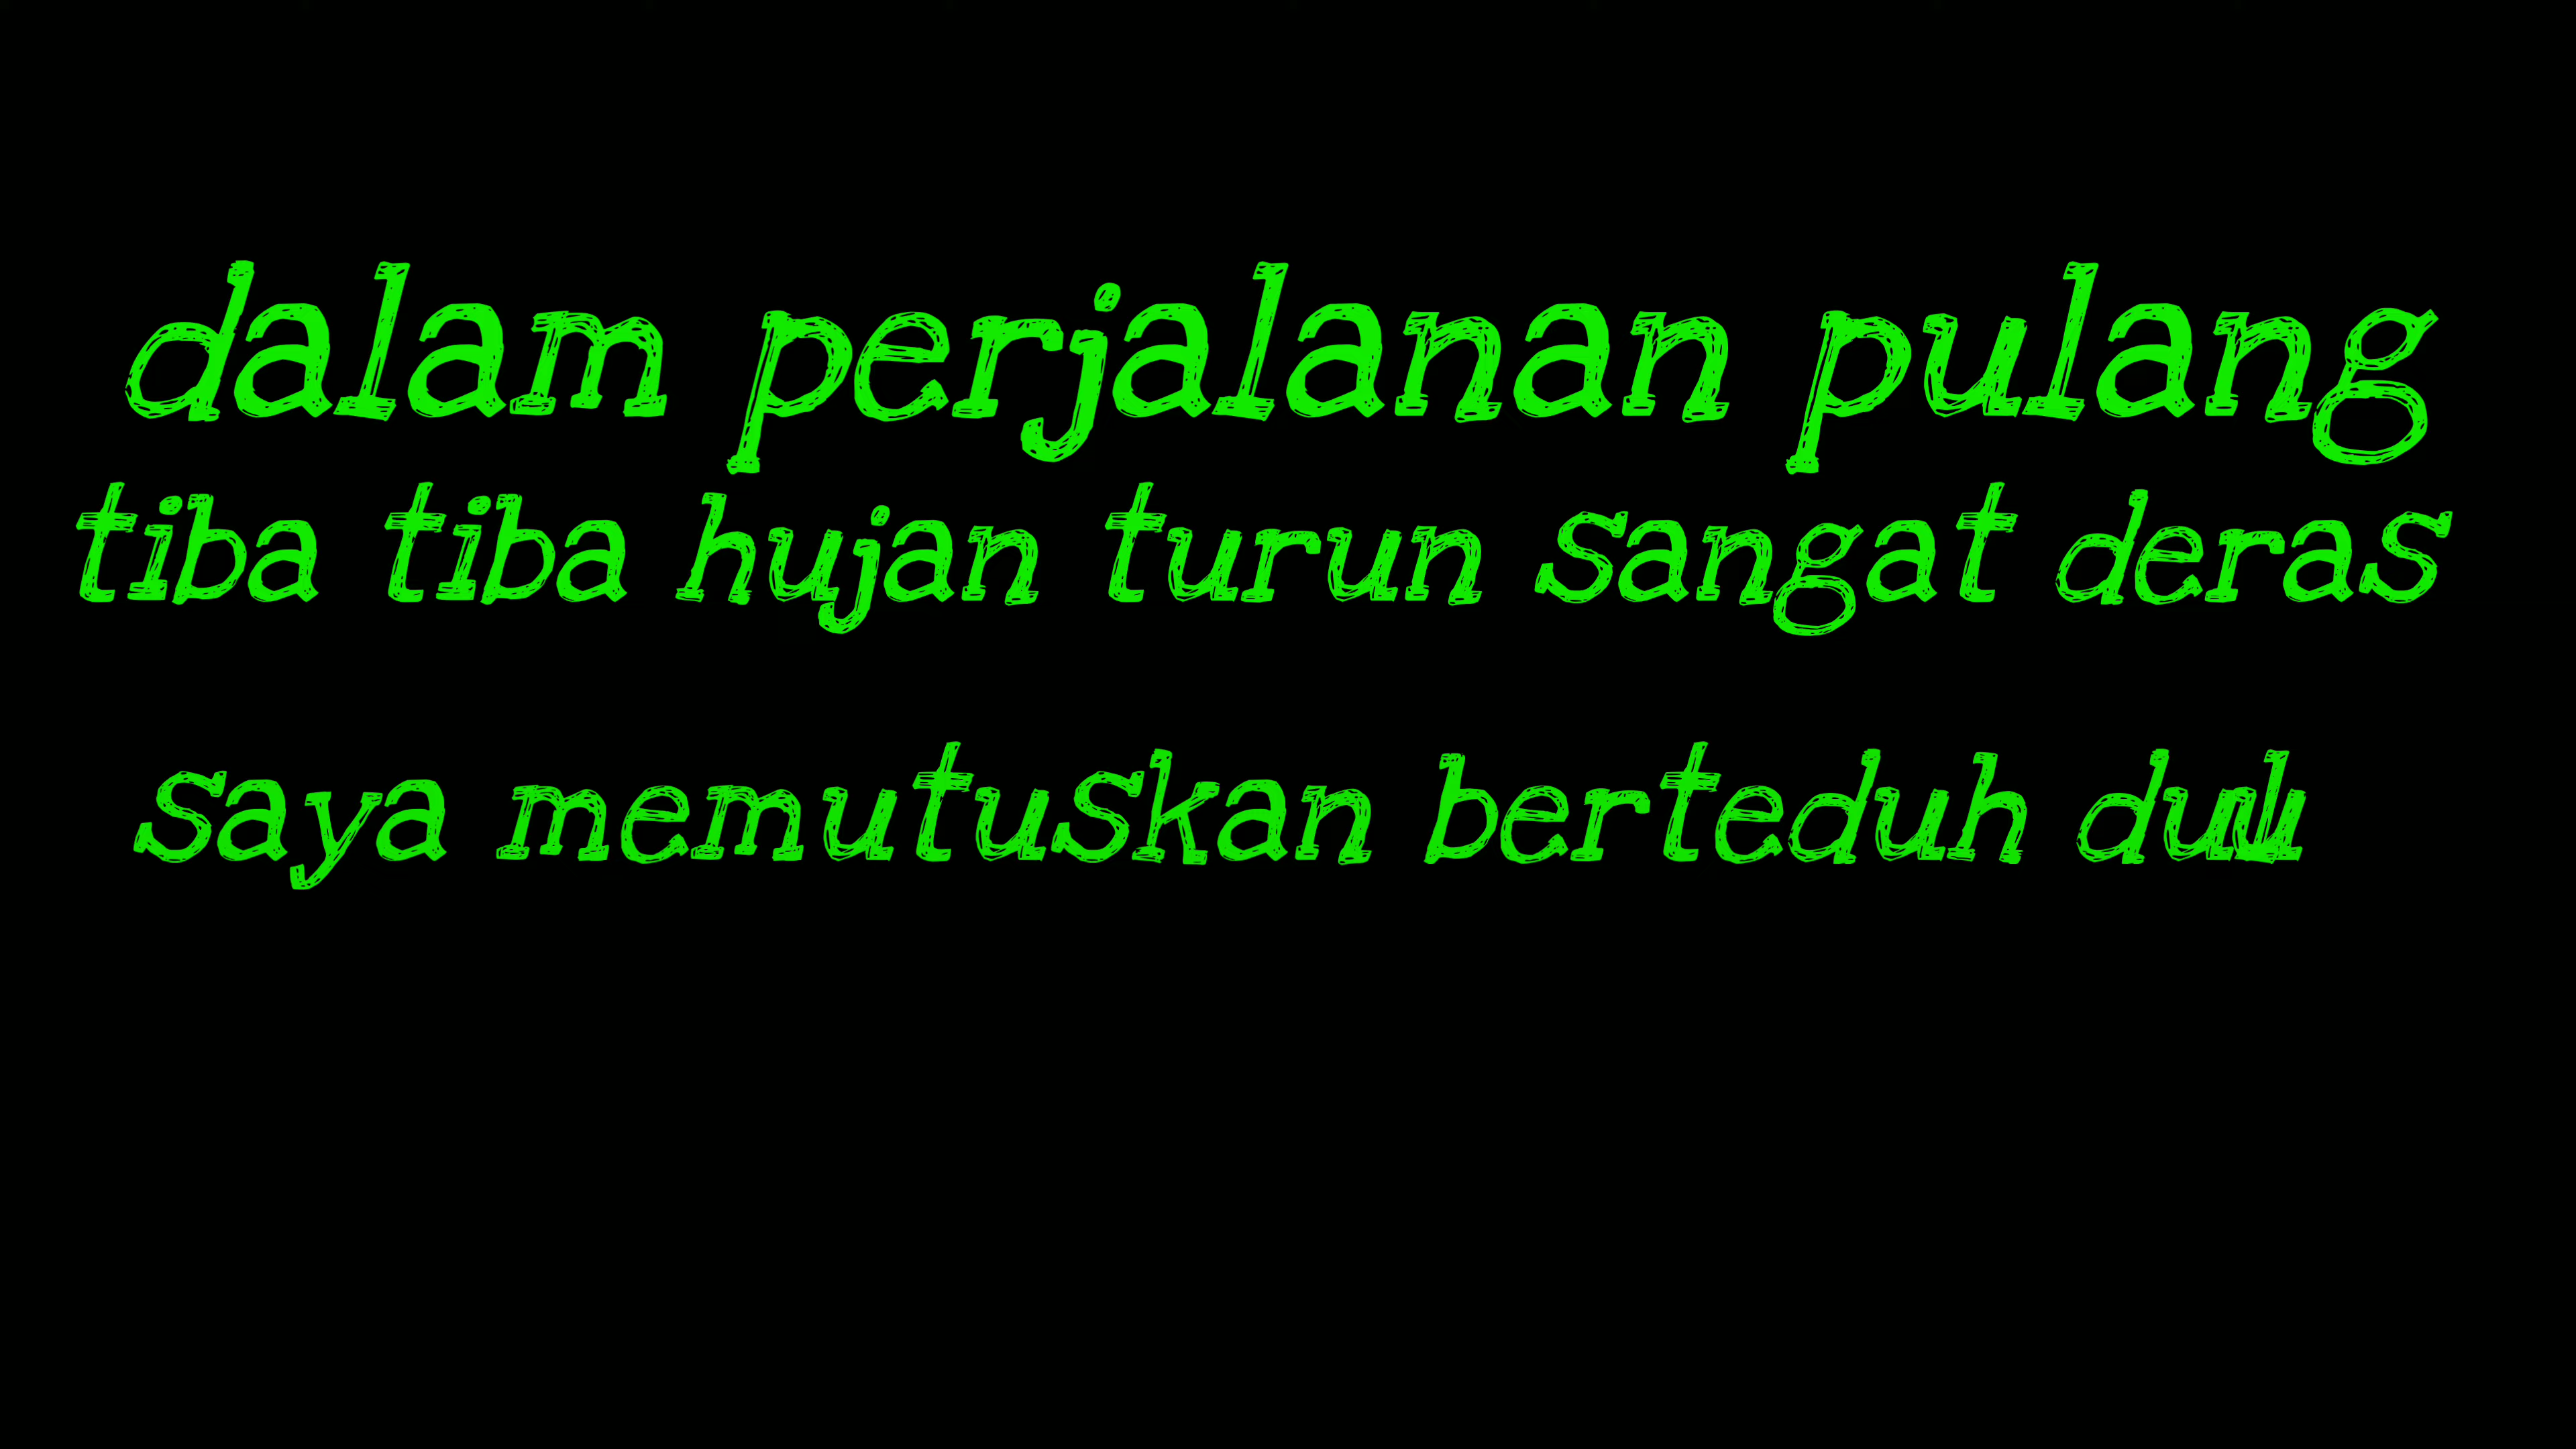 dalam perjalanan pulang
tiba tiba hujan turun sangat deras
saya memutuskan berteduh dulu